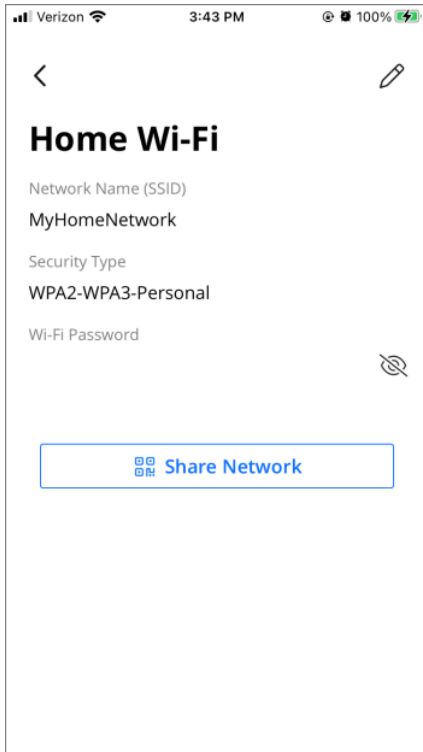 Verizon 3:43 PM 100%
Home Wi-Fi
Network Name (SSID)
MyHomeNetwork
Security Type
WPA2-WPA3-Personal
Wi-Fi Password
Share Network